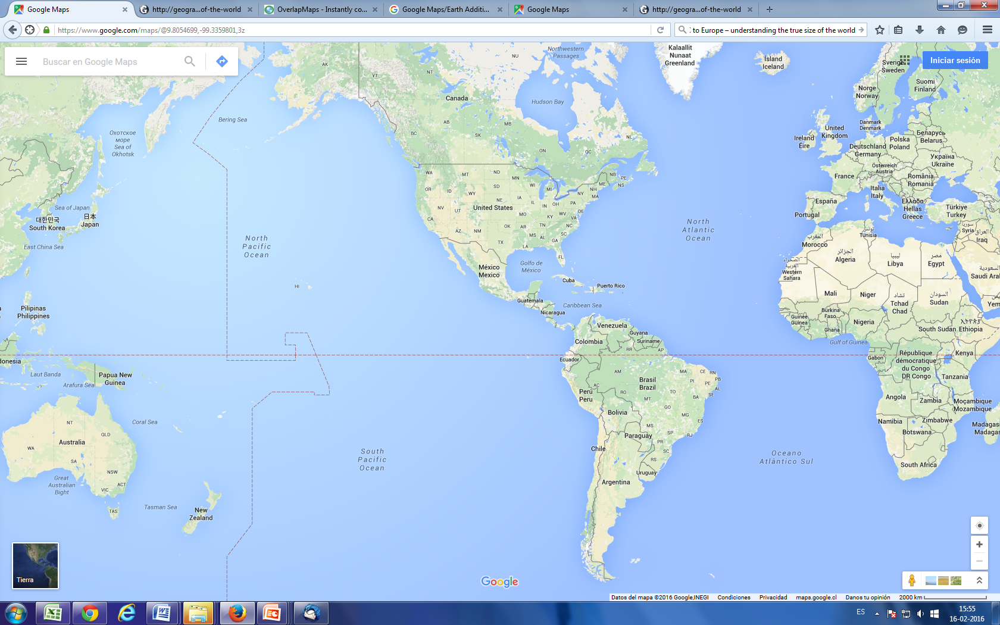 Google Maps
http://geogra...of-the-world
OverlapMaps - Instantly co...
Google Maps/Earth Additi...
Google Maps
http://geogra...of-the-world
https://www.google.com/maps/@9.8054699,-99.3359801,3z
to Europe – understanding the true size of the world
Buscar en Google Maps
Iniciar sesión
Kalaallit
Nunaat
Greenland
Northwestern
Passages
Ísland
Iceland
Sverige
Sweden
Suomi
Finland
Norge
Norway
AK
YT
NT
NU
Canada
Hudson Bay
Bering Sea
Охотское
море
Sea of
Okhotsk
BC
AB
SK
MB
ON
QC
NL
NB
PE
NS
Danmark
Denmark
United
Kingdom
Ireland
Éire
Беларусь
Belarus
Polska
Poland
Deutschland
Germany
Україна
Ukraine
Österreich
Austria
France
România
Romania
Italia
Italy
España
Portugal
Ελλάδα
Hellas
Greece
Türkiye
Turkey
WA
MT
ND
MN
OR
ID
WY
SD
WI
MI
NY
ME
NH
MA
NV
UT
NE
IA
IL
IN
OH
PA
United States
CA
MO
KY
WV
VA
DE
AZ
NM
OK
AR
TN
NC
SC
MS
AL
GA
TX
LA
FL
Sea of Japan
대한민국
South Korea
日本
Japan
East China Sea
North
Pacific
Ocean
North
Atlantic
Ocean
تونس
Tunisia
سوريا
Syria
العراق
Iraq
المغرب
Morocco
الجزائر
Algeria
ليبيا
Libya
مصر
Egypt
الصحراء
الغربية
Western
Sahara
السعودية
Saudi Ara
México
Mexico
Golfo de
México
Cuba
Puerto Rico
HI
Guatemala
Caribbean Sea
Nicaragua
Mali
Niger
تشاد
Tchad
Chad
السودان
Sudan
Yem
Pilipinas
Philippines
Burkina
Faso
Guinée
Guinea
Ghana
Nigeria
South Sudan
ኢትዮጵያ
Ethiopia
Gulf of Guinea
Venezuela
Guyana
Suriname
Colombia
RR
AP
Ecuador
donesia
Gabon
République
démocratique
du Congo
DR Congo
Kenya
Tanzania
Laut Banda
Arafura Sea
Papua New
Guinea
AM
MA
CE
RN
PB
PE
AL
SE
PI
Brasil
Brazil
AC
RO
TO
BA
MT
GO
MG
ES
MS
SP
RJ
PR
SC
RS
Perú
Peru
Bolivia
Paraguay
Chile
Uruguay
Argentina
Angola
Zambia
Moçambique
Mozambique
Namibia
Zimbabwe
Botswana
Madagas
Madagas
South Africa
Coral Sea
NT
QLD
WA
Australia
SA
NSW
ACT
VIC
TAS
Great
Australian
Bight
Tasman Sea
New
Zealand
South
Pacific
Ocean
Oceano
Atlântico Sul
Tierra
Google
Datos del mapa ©2016 Google,INEGI Condiciones Privacidad maps.google.cl Danos tu opinión 2000 km
ES
15:55
16-02-2016